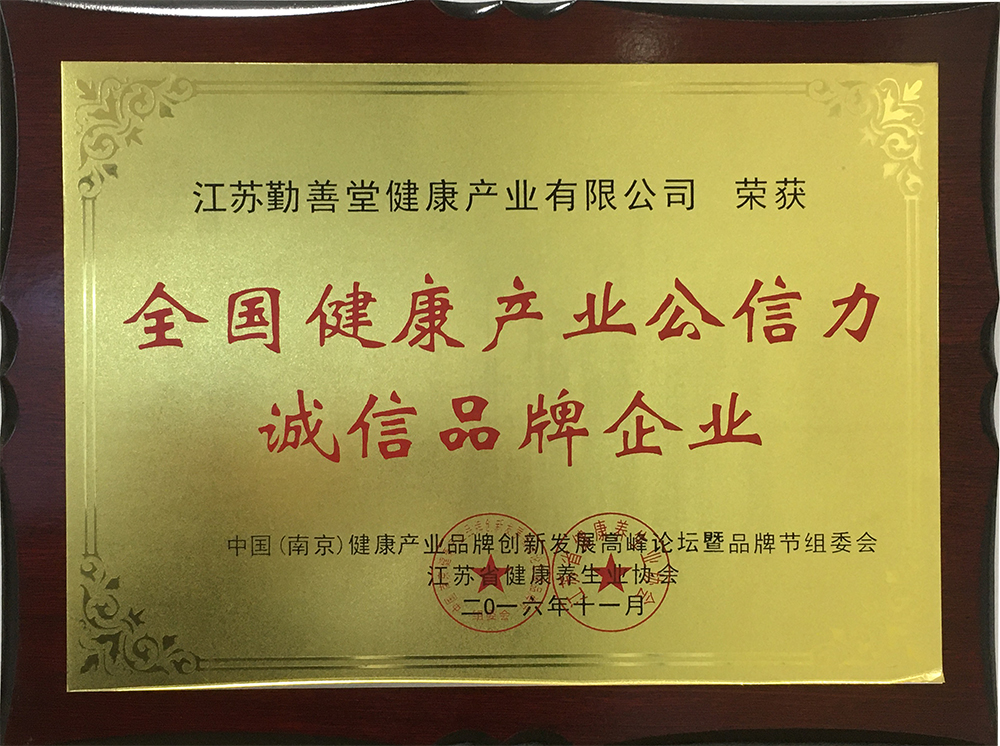 江苏勤善堂健康产业有限公司 荣获
全国健康产业公信力
诚信品牌企业
中国(南京)健康产业品牌创新发展高峰论坛暨品牌节组委会
江苏省健康养生业协会
二0一六年十一月